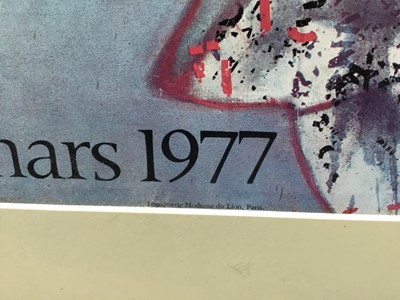 mars 1977
Imprimerie Moderne du Lion, Paris.